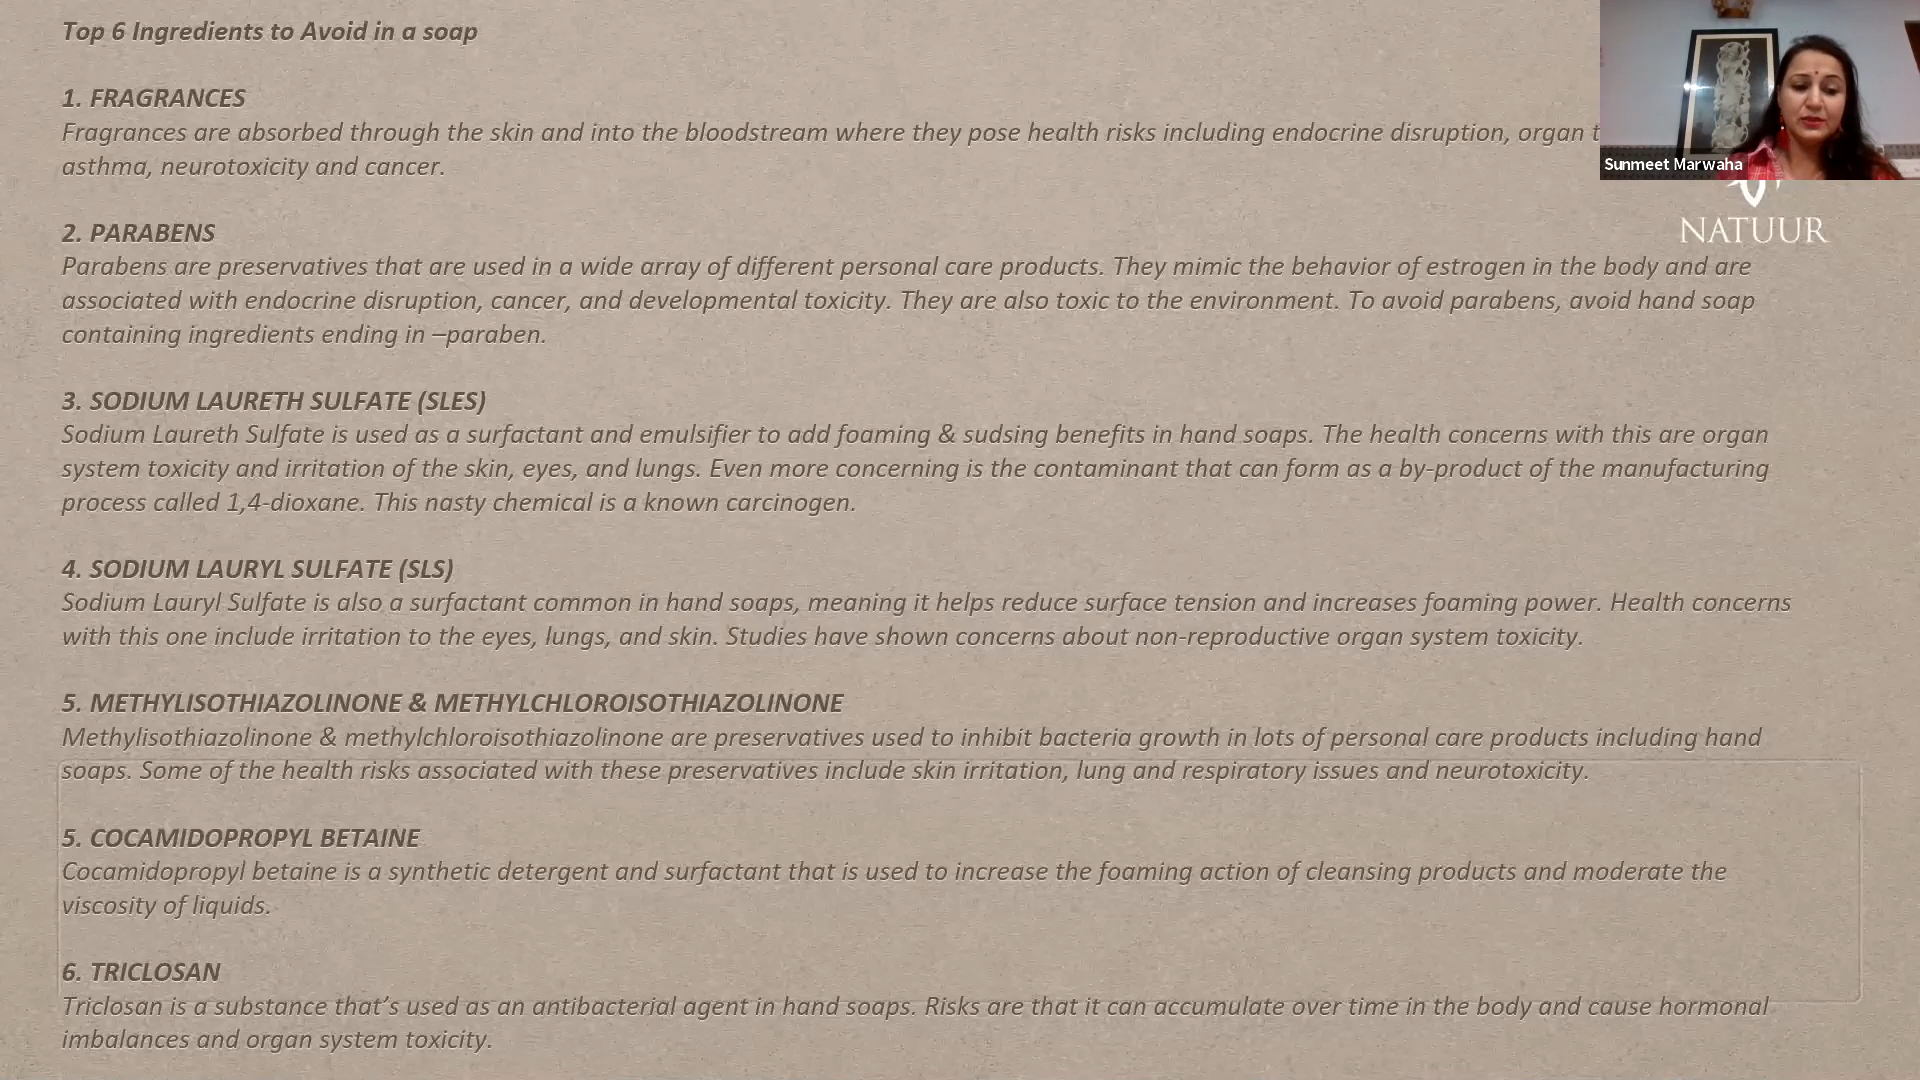 Top 6 Ingredients to Avoid in a soap
1. FRAGRANCES
Fragrances are absorbed through the skin and into the bloodstream where they pose health risks including endocrine disruption, organ
asthma, neurotoxicity and cancer.
Sunmeet Marwaha
NATUUR
2. PARABENS
Parabens are preservatives that are used in a wide array of different personal care products. They mimic the behavior of estrogen in the body and are
associated with endocrine disruption, cancer, and developmental toxicity. They are also toxic to the environment. To avoid parabens, avoid hand soap
containing ingredients ending in –paraben.
3. SODIUM LAURETH SULFATE (SLES)
Sodium Laureth Sulfate is used as a surfactant and emulsifier to add foaming & sudsing benefits in hand soaps. The health concerns with this are organ
system toxicity and irritation of the skin, eyes, and lungs. Even more concerning is the contaminant that can form as a by-product of the manufacturing
process called 1,4-dioxane. This nasty chemical is a known carcinogen.
4. SODIUM LAURYL SULFATE (SLS)
Sodium Lauryl Sulfate is also a surfactant common in hand soaps, meaning it helps reduce surface tension and increases foaming power. Health concerns
with this one include irritation to the eyes, lungs, and skin. Studies have shown concerns about non-reproductive organ system toxicity.
5. METHYLISOTHIAZOLINONE & METHYLCHLOROISOTHIAZOLINONE
Methylisothiazolinone & methylchloroisothiazolinone are preservatives used to inhibit bacteria growth in lots of personal care products including hand
soaps. Some of the health risks associated with these preservatives include skin irritation, lung and respiratory issues and neurotoxicity.
5. COCAMIDOPROPYL BETAINE
Cocamidopropyl betaine is a synthetic detergent and surfactant that is used to increase the foaming action of cleansing products and moderate the
viscosity of liquids.
6. TRICLOSAN
Triclosan is a substance that’s used as an antibacterial agent in hand soaps. Risks are that it can accumulate over time in the body and cause hormonal
imbalances and organ system toxicity.